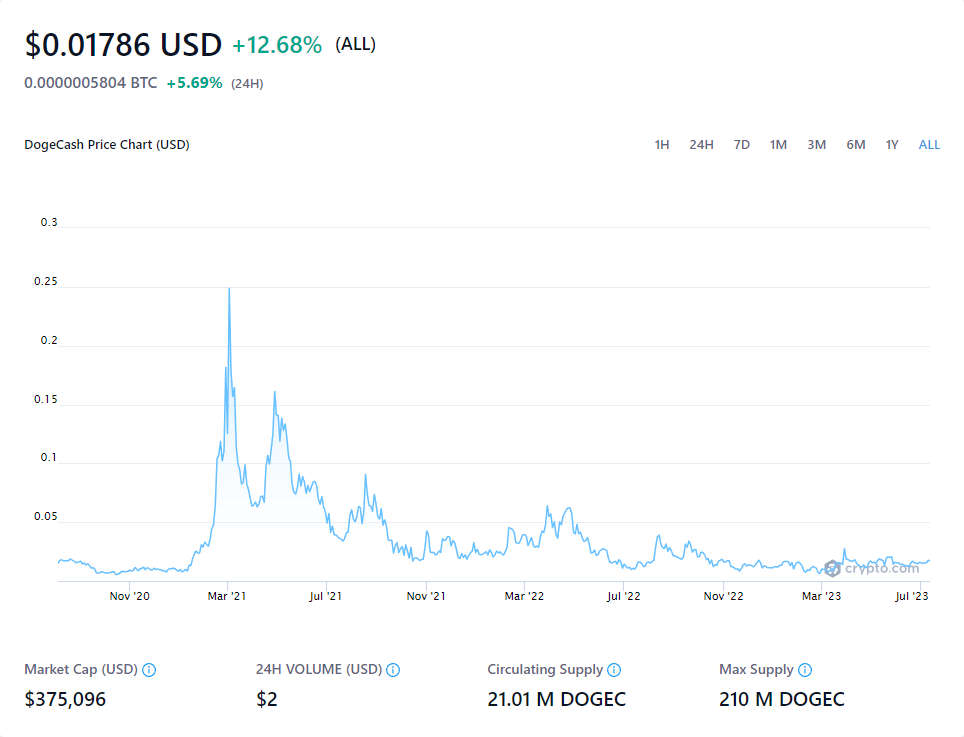 $0.01786 USD +12.68% (ALL)
0.0000005804 BTC +5.69% (24H)
DogeCash Price Chart (USD) 1H 24H 7D 1M 3M 6M 1Y ALL
0.3
0.25
0.2
0.15
0.1
0.05
crypto.com
Nov '20 Mar '21 Jul '21 Nov '21 Mar '22 Jul '22 Nov '22 Mar '23 Jul '23
Market Cap (USD) 24H VOLUME (USD) Circulating Supply Max Supply
$375,096 $2 21.01 M DOGEC 210 M DOGEC